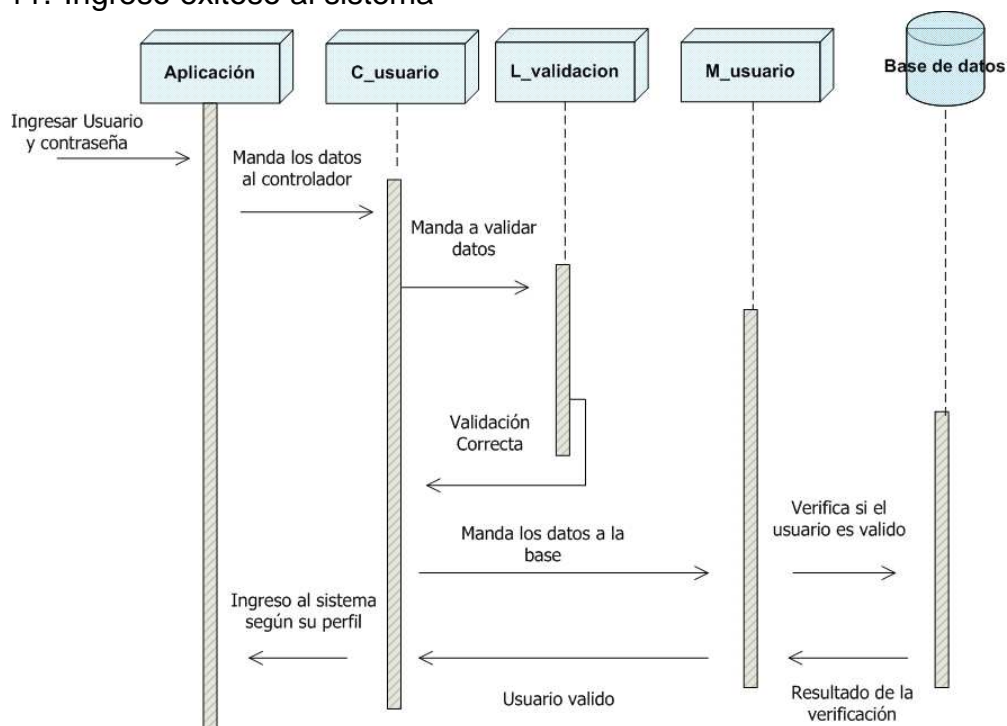 11. Ingreso exitoso al sistema
Aplicación
C_usuario
L_validacion
M_usuario
Base de datos
Ingresar Usuario
y contraseña
Manda los datos
al controlador
Manda a validar
datos
Validación
Correcta
Manda los datos a la
base
Verifica si el
usuario es valido
Ingreso al sistema
según su perfil
Usuario valido
Resultado de la
verificación